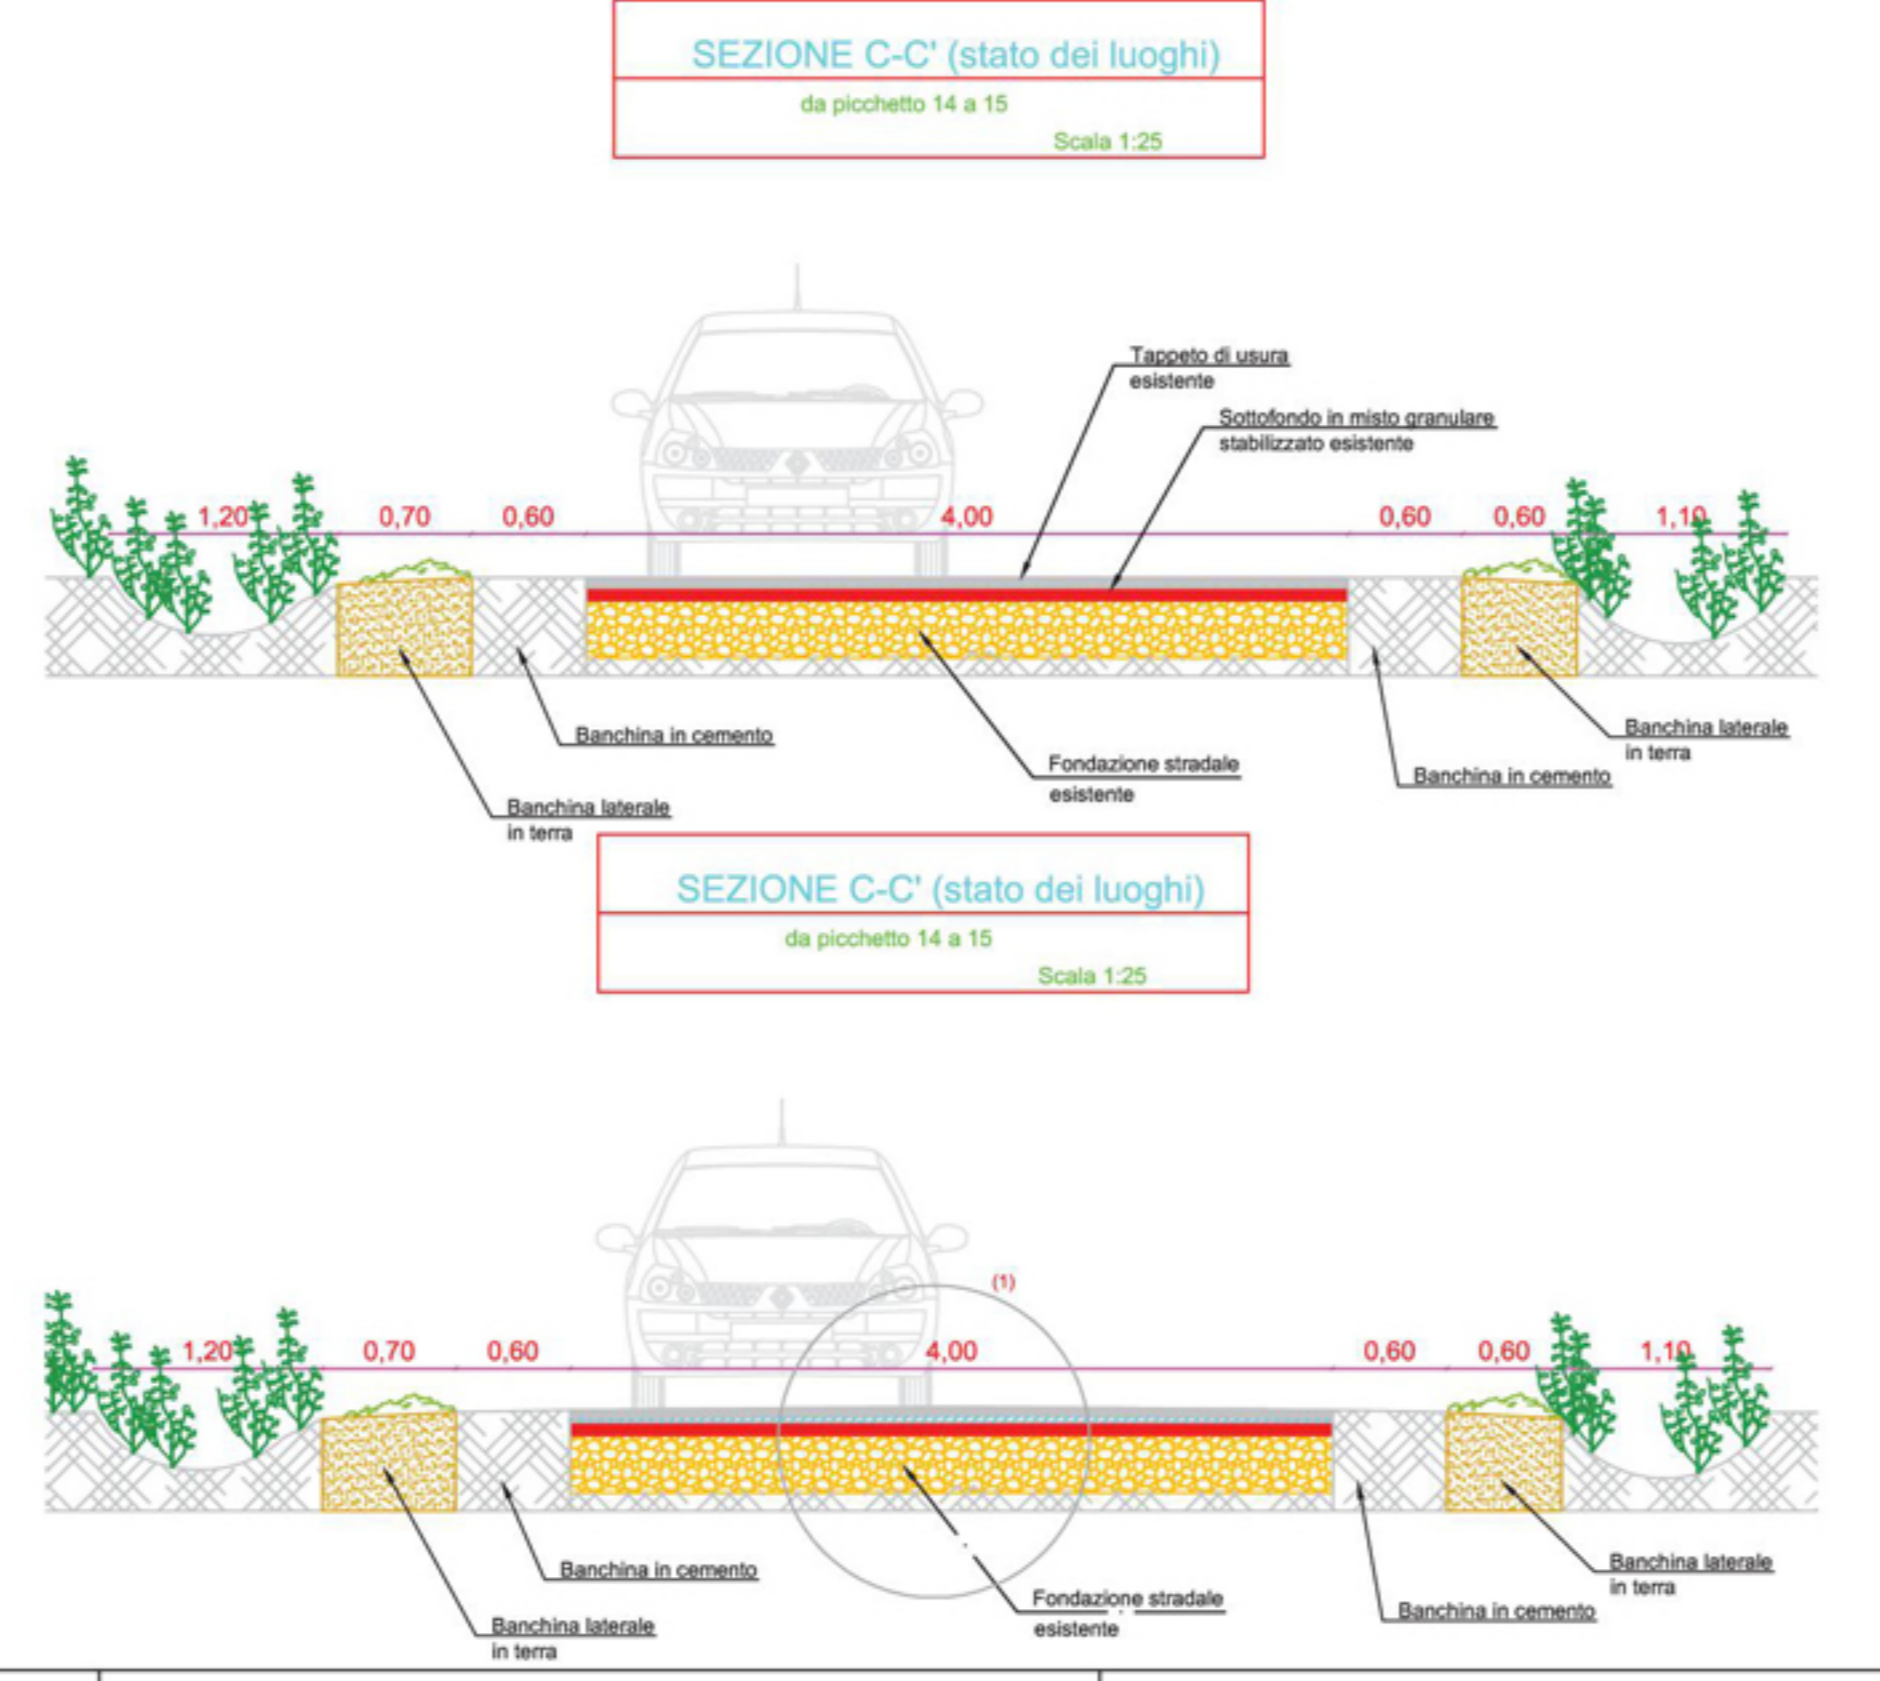 SEZIONE C-C' (stato dei luoghi)
da picchetto 14 a 15
Scala 1:25
Tappeto di usura
esistente
Sottofondo in misto granulare
stabilizzato esistente
1,20 0,70 0,60 4,00 0,60 0,60 1,10
Banchina in cemento
Banchina laterale
in terra
Fondazione stradale
esistente
Banchina laterale
in terra
Banchina in cemento
SEZIONE C-C' (stato dei luoghi)
da picchetto 14 a 15
Scala 1:25
(1)
1,20 0,70 0,60 4,00 0,60 0,60 1,10
Banchina in cemento
Banchina laterale
in terra
Fondazione stradale
esistente
Banchina laterale
in terra
Banchina in cemento